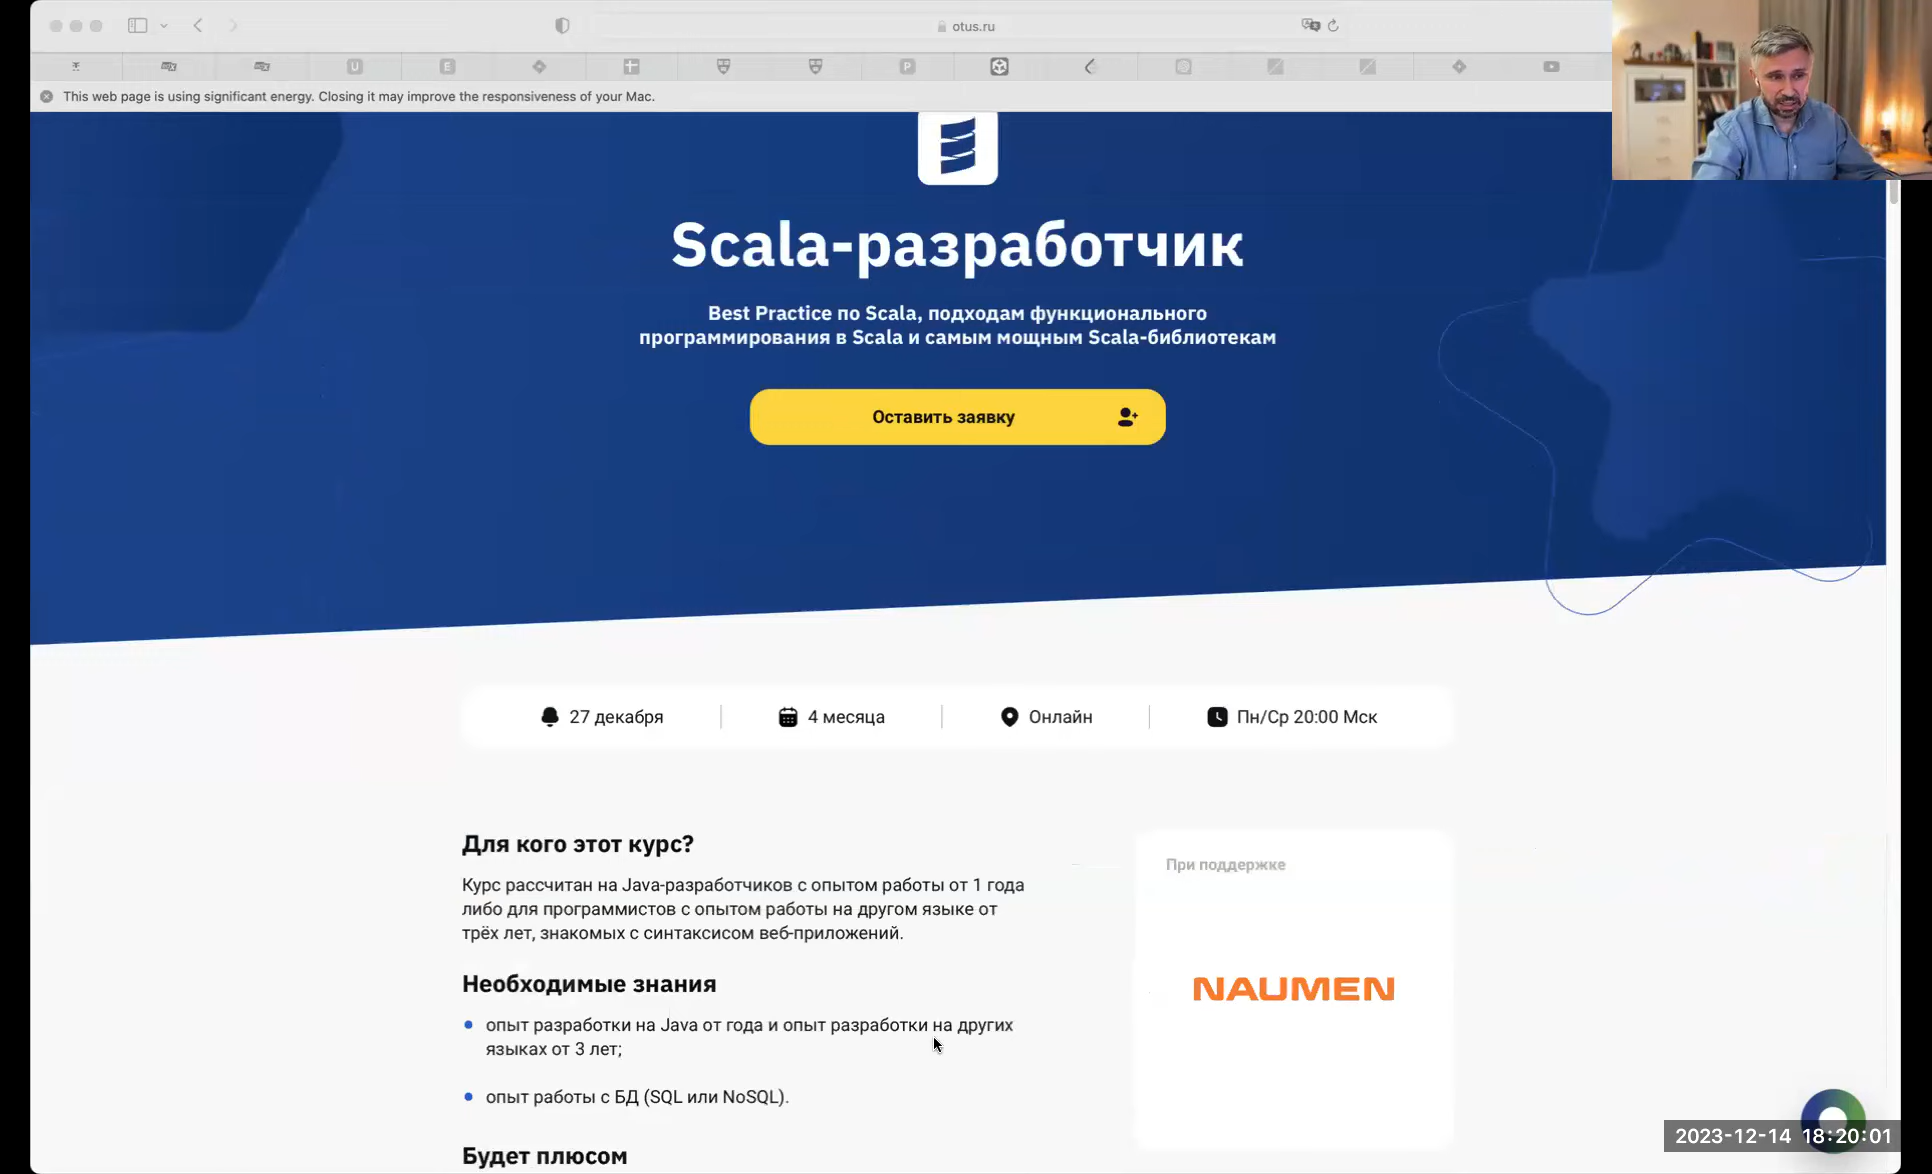 otus.ru
U
E
P
This web page is using significant energy. Closing it may improve the responsiveness of your Mac.
Scala-разработчик
Best Practice по Scala, подходам функционального
программирования в Scala и самым мощным Scala-библиотекам
Оставить заявку
27 декабря
4 месяца
Онлайн
Пн/Ср 20:00 Мск
Для кого этот курс?
Курс рассчитан на Java-разработчиков с опытом работы от 1 года
либо для программистов с опытом работы на другом языке от
трёх лет, знакомых с синтаксисом веб-приложений.
Необходимые знания
опыт разработки на Java от года и опыт разработки на других
языках от 3 лет;
опыт работы с БД (SQL или NoSQL).
Будет плюсом
При поддержке
NAUMEN
2023-12-14 18:20:01